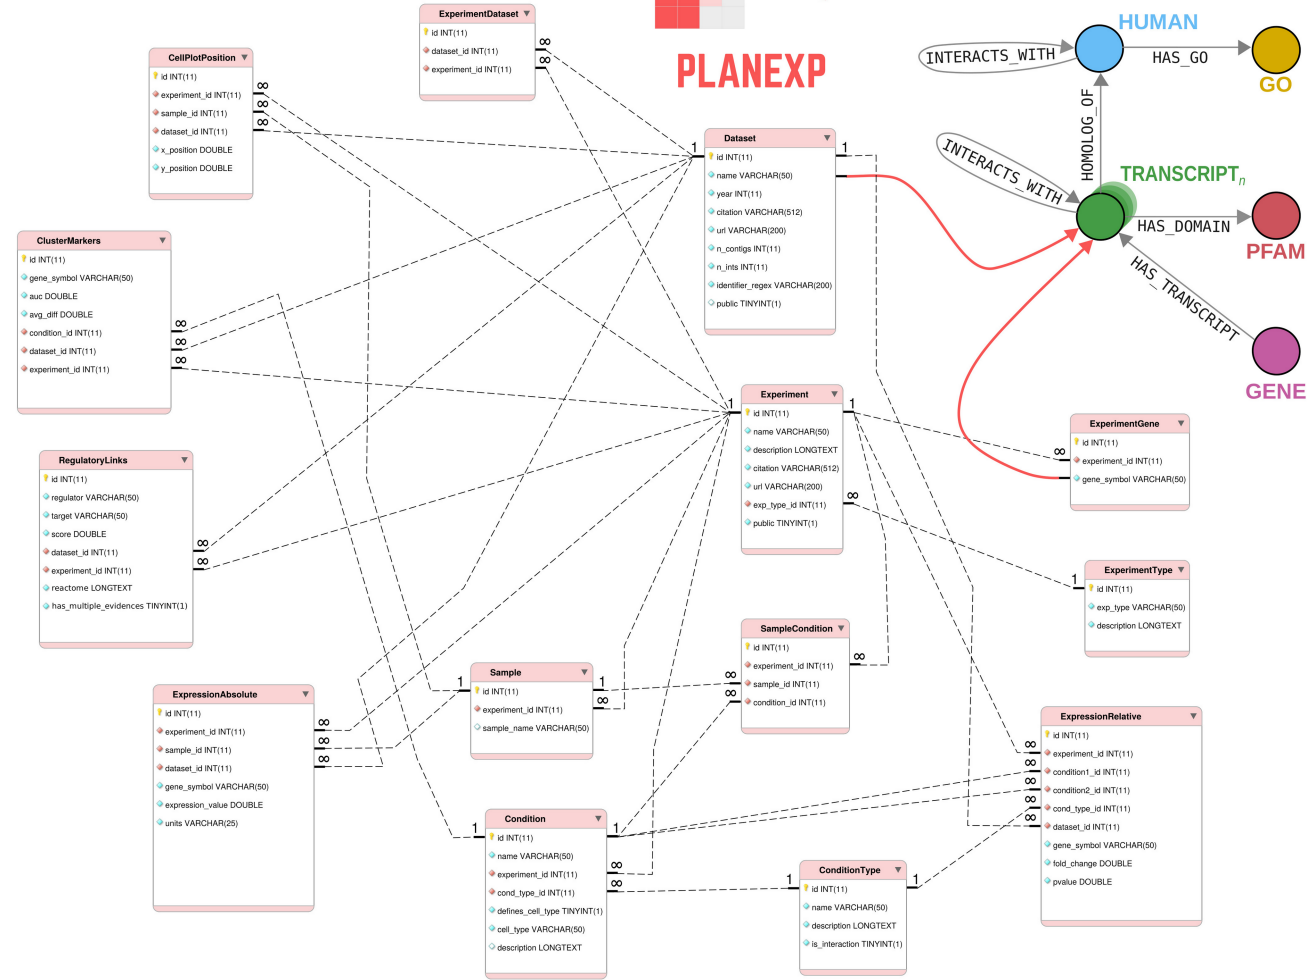 ExperimentDataset
id INT(11)
dataset_id INT(11)
experiment_id INT(11)
∞
∞
CellPlotPosition
id INT(11)
experiment_id INT(11)
sample_id INT(11)
dataset_id INT(11)
x_position DOUBLE
y_position DOUBLE
∞
∞
∞
PLANEXP
HUMAN
INTERACTS_WITH
HAS_GO
GO
HOMOLOG_OF
INTERACTS_WITH
TRANSCRIPTn
HAS_DOMAIN
PFAM
HAS_TRANSCRIPT
GENE
Dataset
1
1
id INT(11)
name VARCHAR(50)
year INT(11)
citation VARCHAR(512)
url VARCHAR(200)
n_contigs INT(11)
n_ints INT(11)
identifier_regex VARCHAR(200)
public TINYINT(1)
ClusterMarkers
id INT(11)
gene_symbol VARCHAR(50)
auc DOUBLE
avg_diff DOUBLE
condition_id INT(11)
dataset_id INT(11)
experiment_id INT(11)
∞
∞
∞
Experiment
1
1
id INT(11)
name VARCHAR(50)
description LONGTEXT
citation VARCHAR(512)
url VARCHAR(200)
exp_type_id INT(11)
public TINYINT(1)
∞
ExperimentGene
id INT(11)
experiment_id INT(11)
gene_symbol VARCHAR(50)
∞
RegulatoryLinks
id INT(11)
regulator VARCHAR(50)
target VARCHAR(50)
score DOUBLE
dataset_id INT(11)
experiment_id INT(11)
reactome LONGTEXT
has_multiple_evidences TINYINT(1)
∞
∞
ExperimentType
1
id INT(11)
exp_type VARCHAR(50)
description LONGTEXT
SampleCondition
id INT(11)
experiment_id INT(11)
sample_id INT(11)
condition_id INT(11)
∞
∞
∞
Sample
1
1
id INT(11)
experiment_id INT(11)
sample_name VARCHAR(50)
∞
ExpressionAbsolute
id INT(11)
experiment_id INT(11)
sample_id INT(11)
dataset_id INT(11)
gene_symbol VARCHAR(50)
expression_value DOUBLE
units VARCHAR(25)
∞
∞
∞
ExpressionRelative
id INT(11)
experiment_id INT(11)
condition1_id INT(11)
condition2_id INT(11)
cond_type_id INT(11)
dataset_id INT(11)
gene_symbol VARCHAR(50)
fold_change DOUBLE
pvalue DOUBLE
∞
∞
∞
∞
∞
Condition
1
1
id INT(11)
name VARCHAR(50)
experiment_id INT(11)
cond_type_id INT(11)
defines_cell_type TINYINT(1)
cell_type VARCHAR(50)
description LONGTEXT
∞
∞
ConditionType
1
1
id INT(11)
name VARCHAR(50)
description LONGTEXT
is_interaction TINYINT(1)